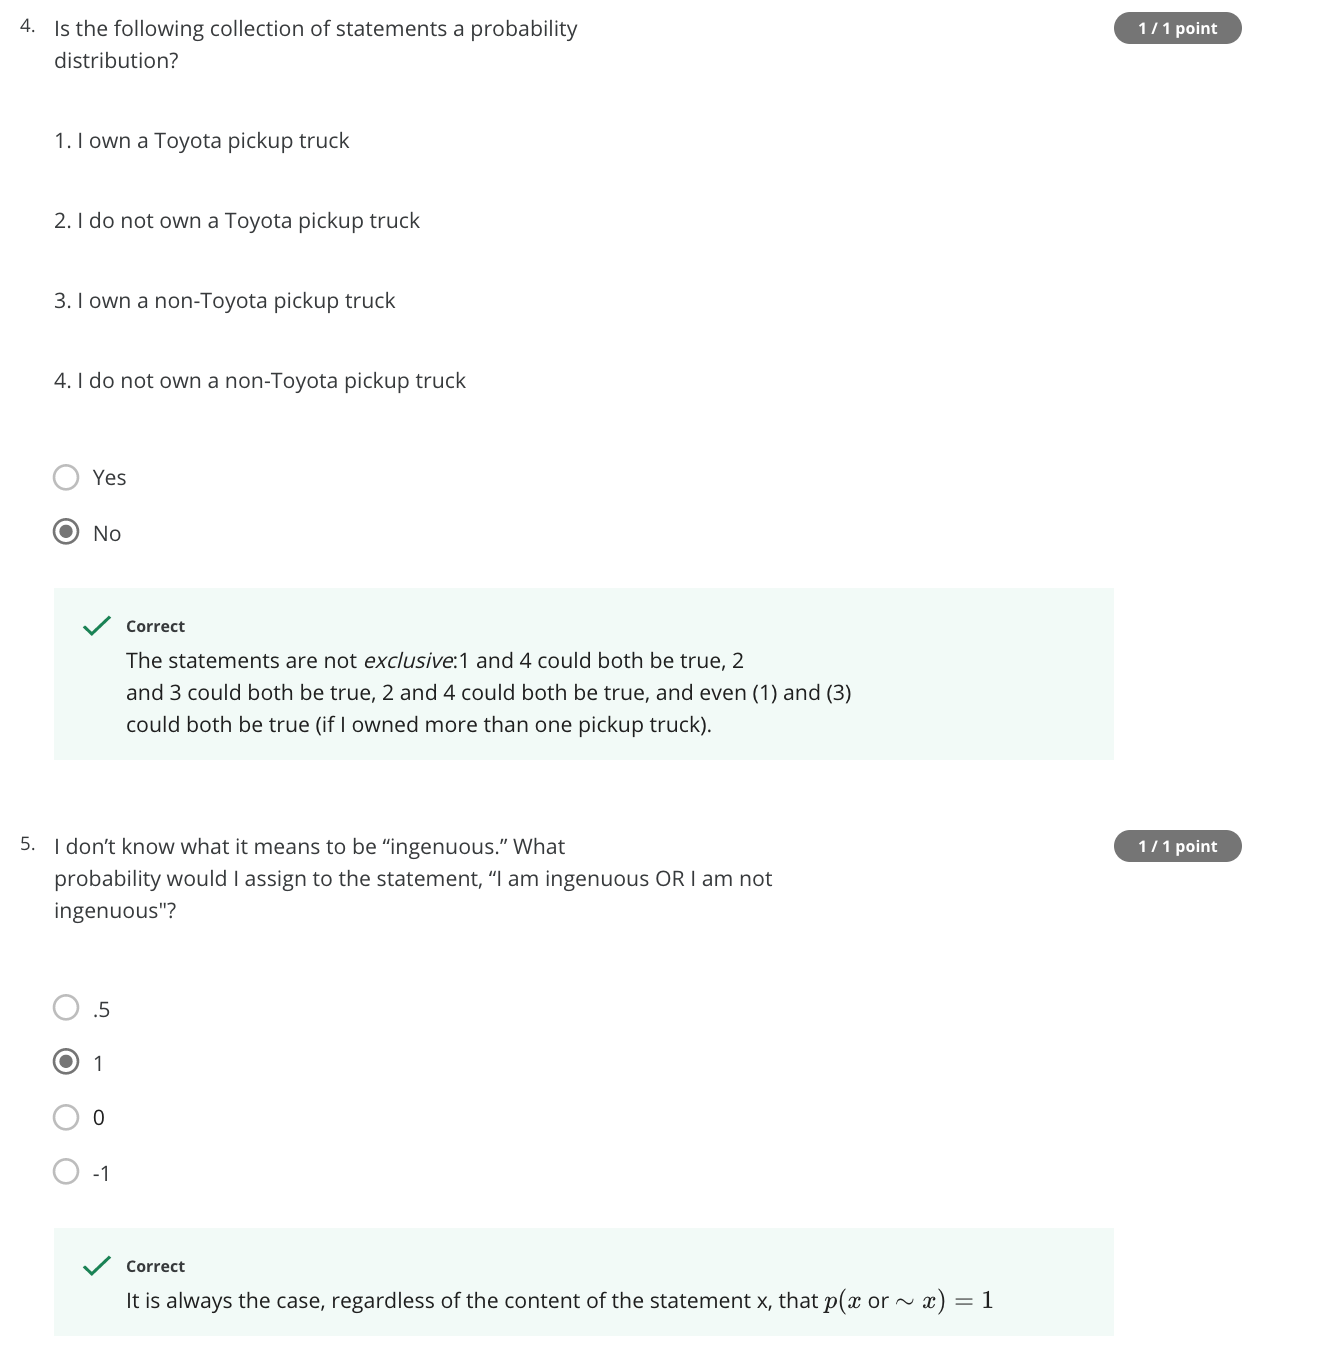 4. Is the following collection of statements a probability
1 / 1 point
distribution?
1. I own a Toyota pickup truck
2. I do not own a Toyota pickup truck
3. I own a non-Toyota pickup truck
4. I do not own a non-Toyota pickup truck
Yes
No
Correct
The statements are not exclusive:1 and 4 could both be true, 2
and 3 could both be true, 2 and 4 could both be true, and even (1) and (3)
could both be true (if I owned more than one pickup truck).
5. I don’t know what it means to be “ingenuous.” What
1 / 1 point
probability would I assign to the statement, “I am ingenuous OR I am not
ingenuous"?
.5
1
0
-1
Correct
It is always the case, regardless of the content of the statement x, that p(x or ∼ x) = 1